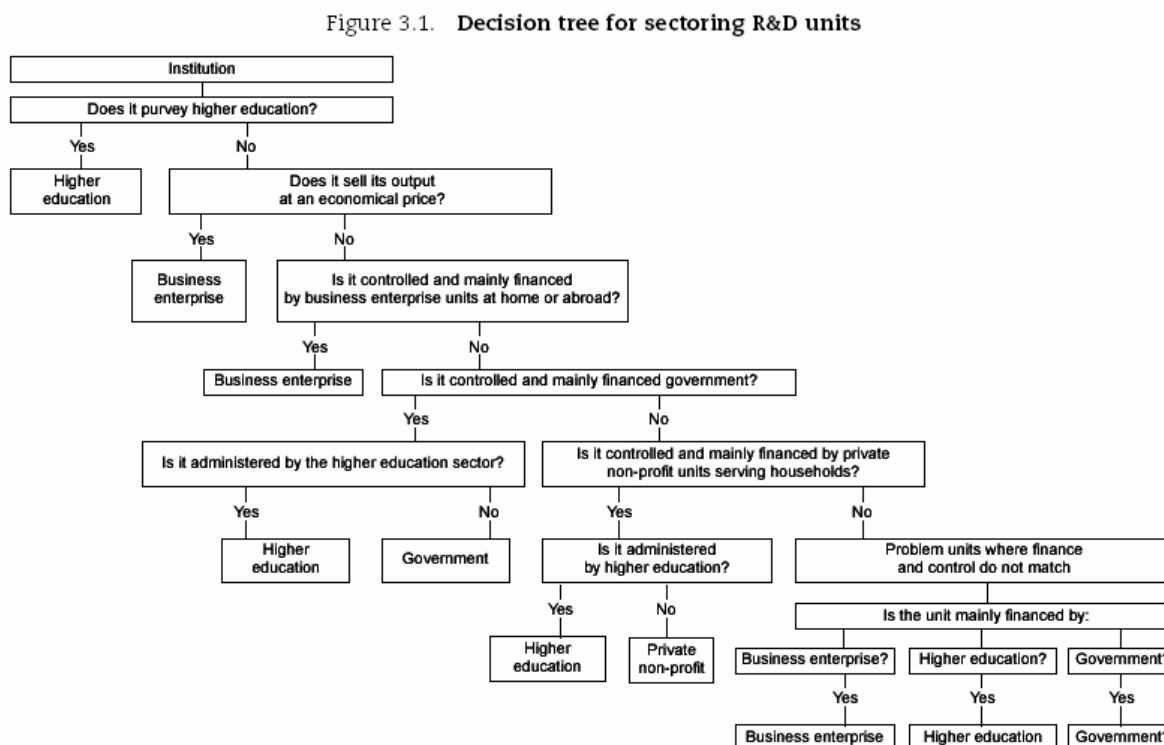 Figure 3.1. Decision tree for sectoring R&D units
Institution
Does it purvey higher education?
Yes
No
Higher
education
Does it sell its output
at an economical price?
Yes
No
Business
enterprise
Is it controlled and mainly financed
by business enterprise units at home or abroad?
Yes
No
Business enterprise
Is it controlled and mainly financed government?
Yes
No
Is it administered by the higher education sector?
Is it controlled and mainly financed by private
non-profit units serving households?
Yes
No
Yes
No
Higher
education
Government
Is it administered
by higher education?
Problem units where finance
and control do not match
Yes
No
Is the unit mainly financed by:
Higher
education
Private
non-profit
Business enterprise?
Higher education?
Government?
Yes
Yes
Yes
Business enterprise
Higher education
Government?